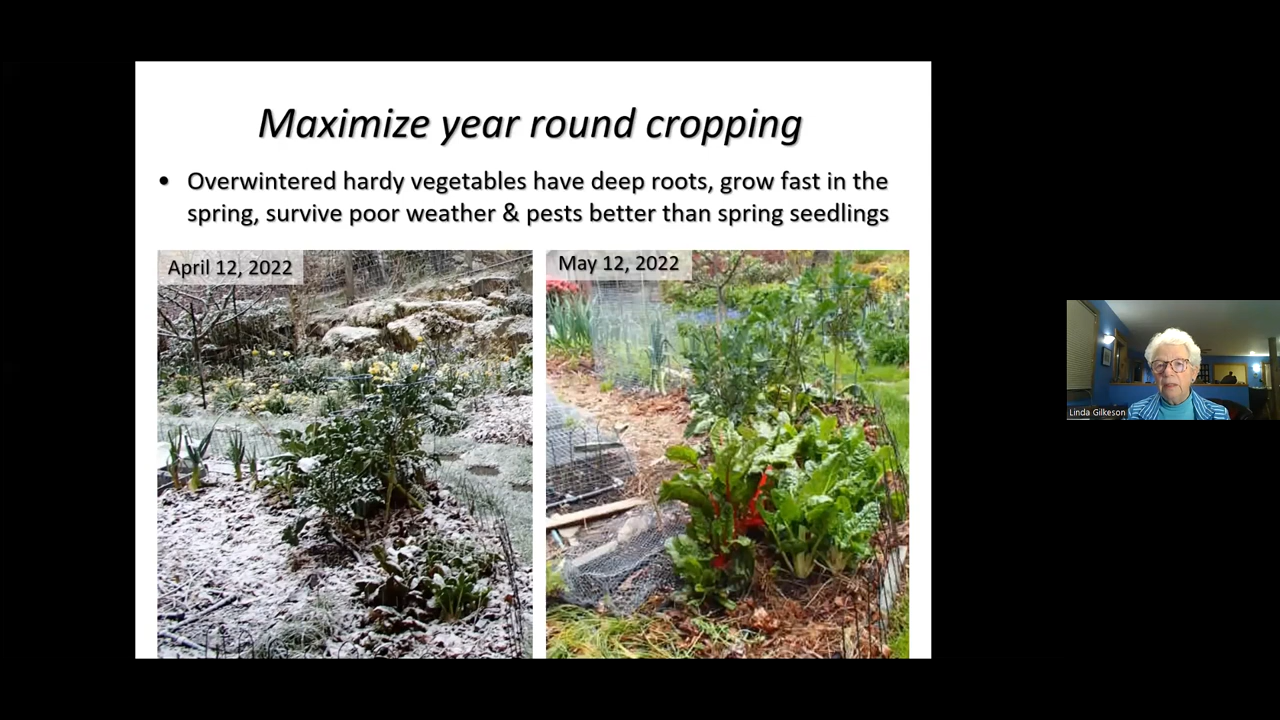 Maximize year round cropping
• Overwintered hardy vegetables have deep roots, grow fast in the
spring, survive poor weather & pests better than spring seedlings
April 12, 2022
May 12, 2022
Linda Gilkeson